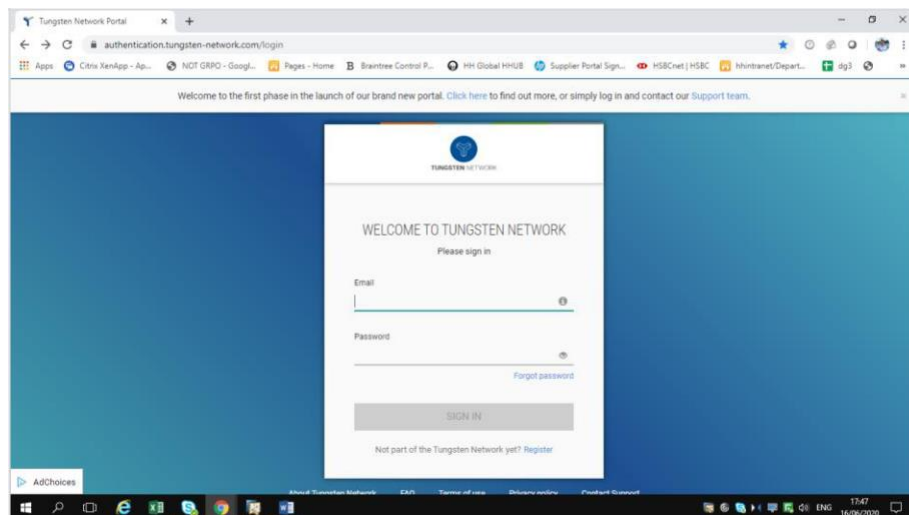 Tungsten Network Portal
authentication.tungsten-network.com/login
Apps Citrix XenApp - Ap... NOT GRPO - Googl... Pages - Home Braintree Control P... HH Global HHUB Supplier Portal Sign... HSBCnet | HSBC hhintranet/Depart... dg3
Welcome to the first phase in the launch of our brand new portal. Click here to find out more, or simply log in and contact our Support team.
TUNGSTEN NETWORK
WELCOME TO TUNGSTEN NETWORK
Please sign in
Email
Password
Forgot password
SIGN IN
Not part of the Tungsten Network yet? Register
AdChoices
About Tungsten Network FAQ Terms of use Privacy policy Contact Support
ENG
17:47
16/06/2020